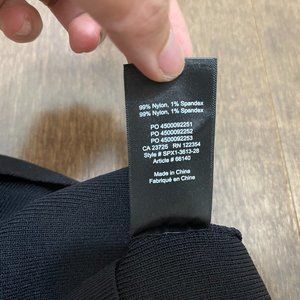 99% Nylon, 1% Spandex
99% Nylon, 1% Spandex
PO 4500092251
PO 4500092252
PO 4500092253
CA 23725 RN 122354
Style # SPX1-3613-28
Article # 66140
Made in China
Fabriqué en Chine